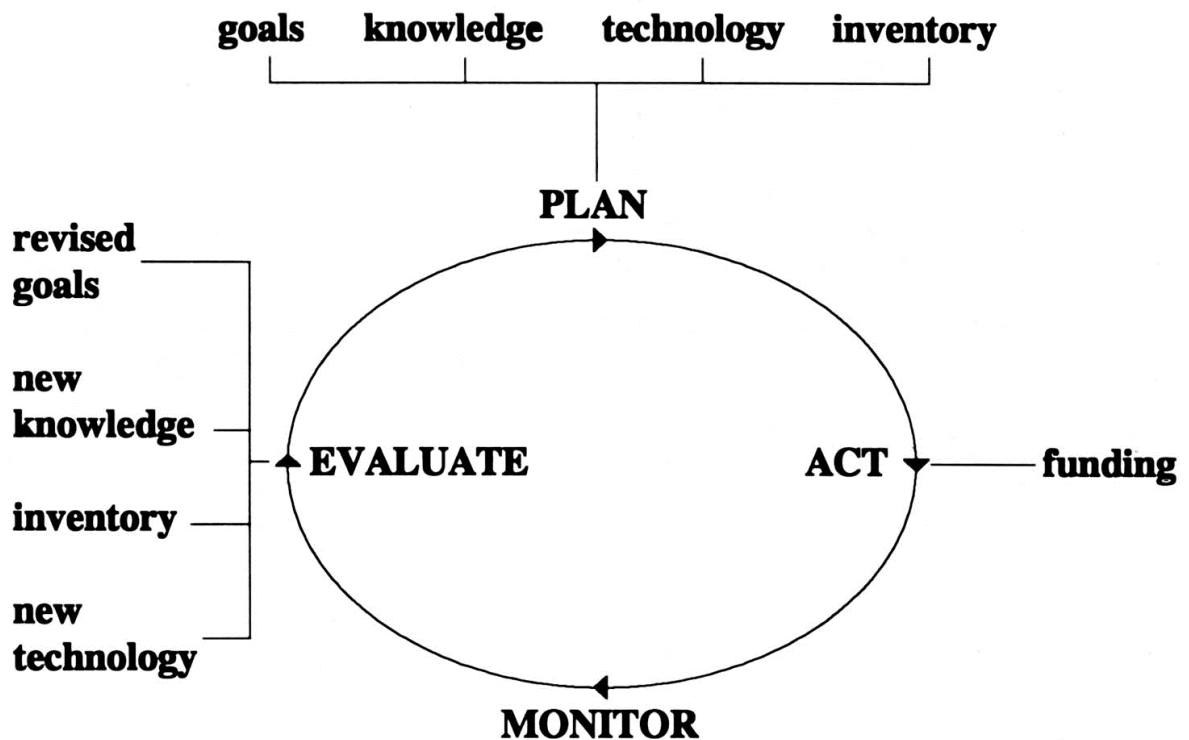 goals knowledge technology inventory
PLAN
revised
goals
new
knowledge
EVALUATE
ACT
funding
inventory
new
technology
MONITOR